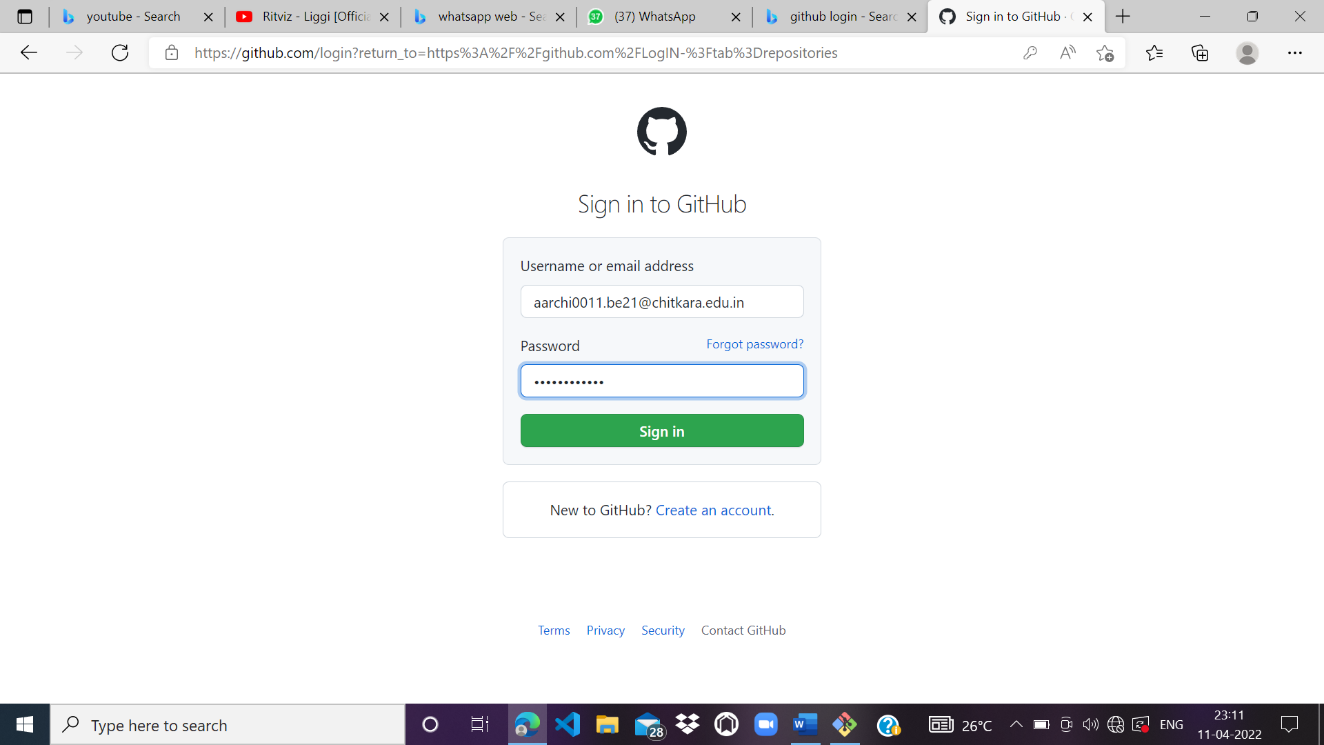 youtube - Search
Ritviz - Liggi [Officia
whatsapp web - Sea
(37) WhatsApp
github login - Searc
Sign in to GitHub ·
https://github.com/login?return_to=https%3A%2F%2Fgithub.com%2FLogIN-%3Ftab%3Drepositories
Sign in to GitHub
Username or email address
aarchi0011.be21@chitkara.edu.in
Password Forgot password?
••••••••••••
Sign in
New to GitHub? Create an account.
Terms Privacy Security Contact GitHub
Type here to search
28
26°C
ENG
23:11
11-04-2022